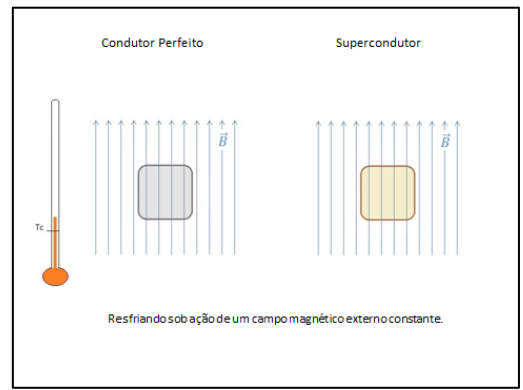 Condutor Perfeito
Supercondutor
B
B
Tc
Resfriando sob ação de um campo magnético externo constante.